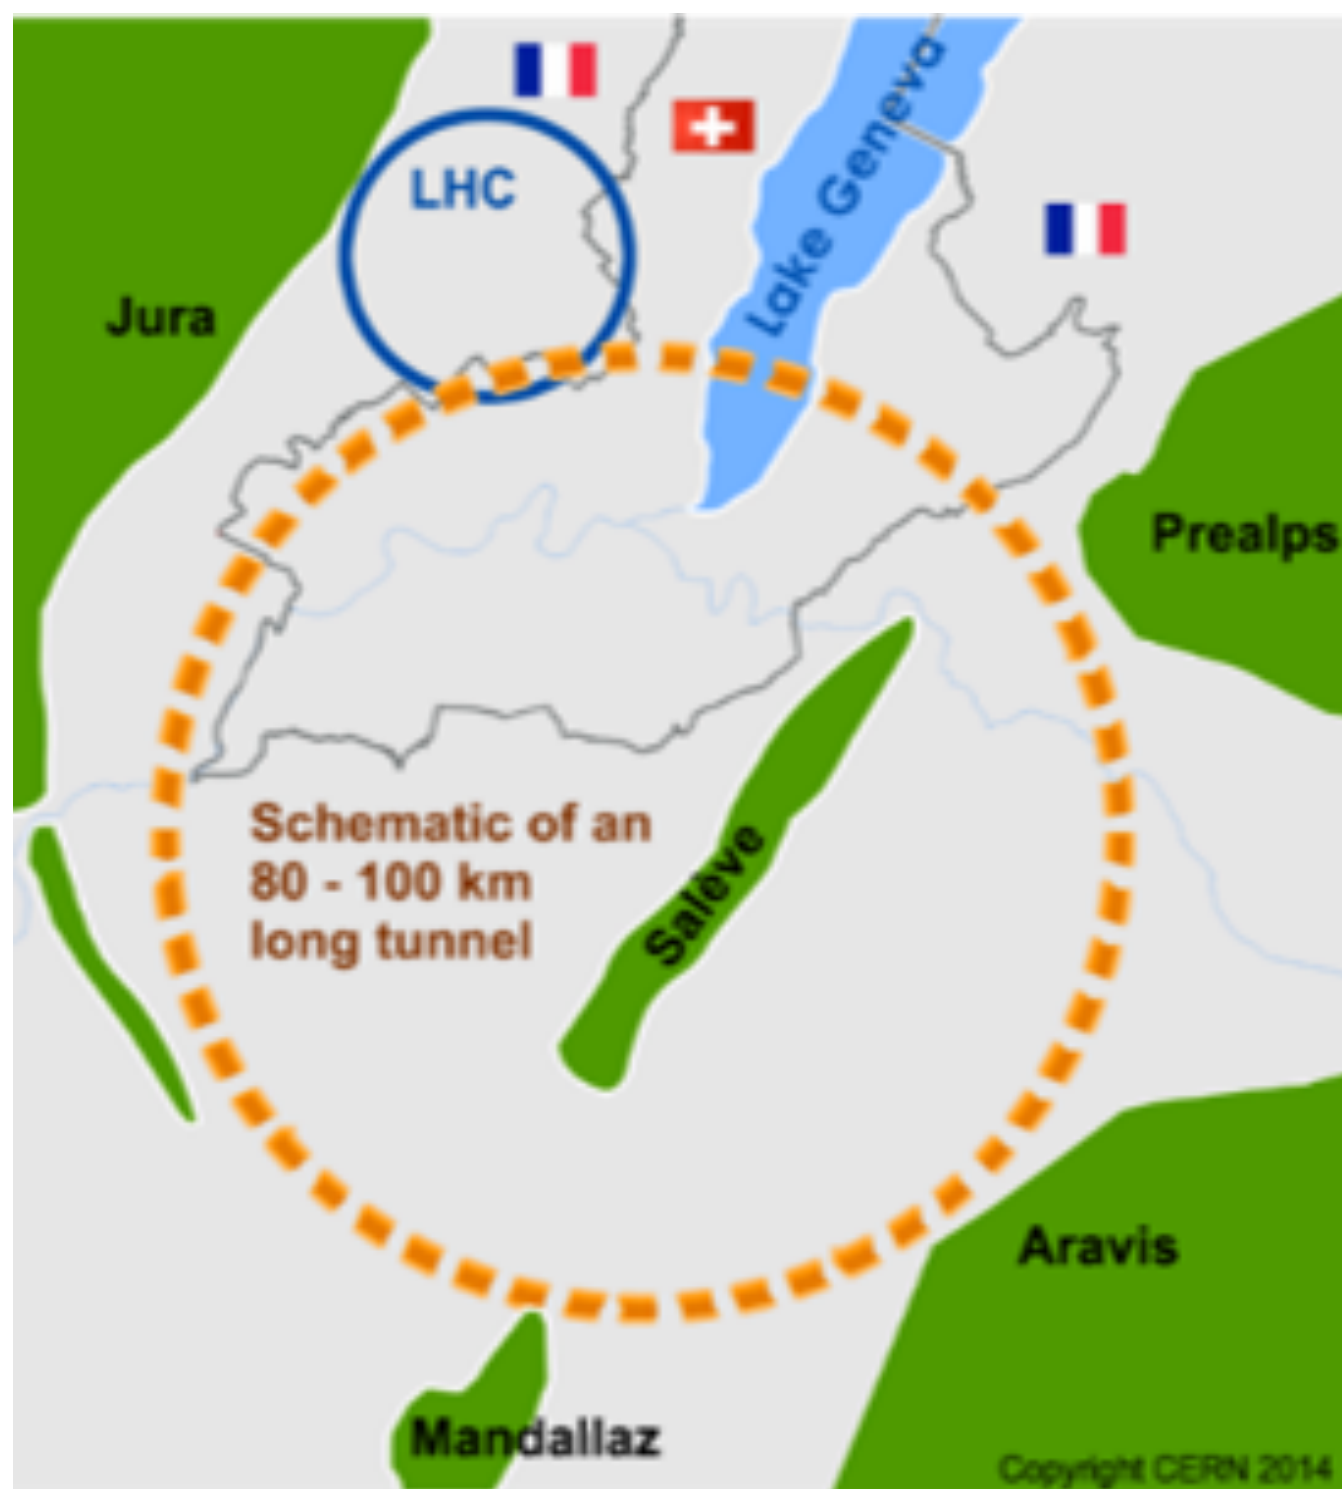 LHC
Lake Geneva
Jura
Prealps
Schematic of an
80 - 100 km
long tunnel
Salève
Aravis
Mandallaz
Copyright CERN 2014